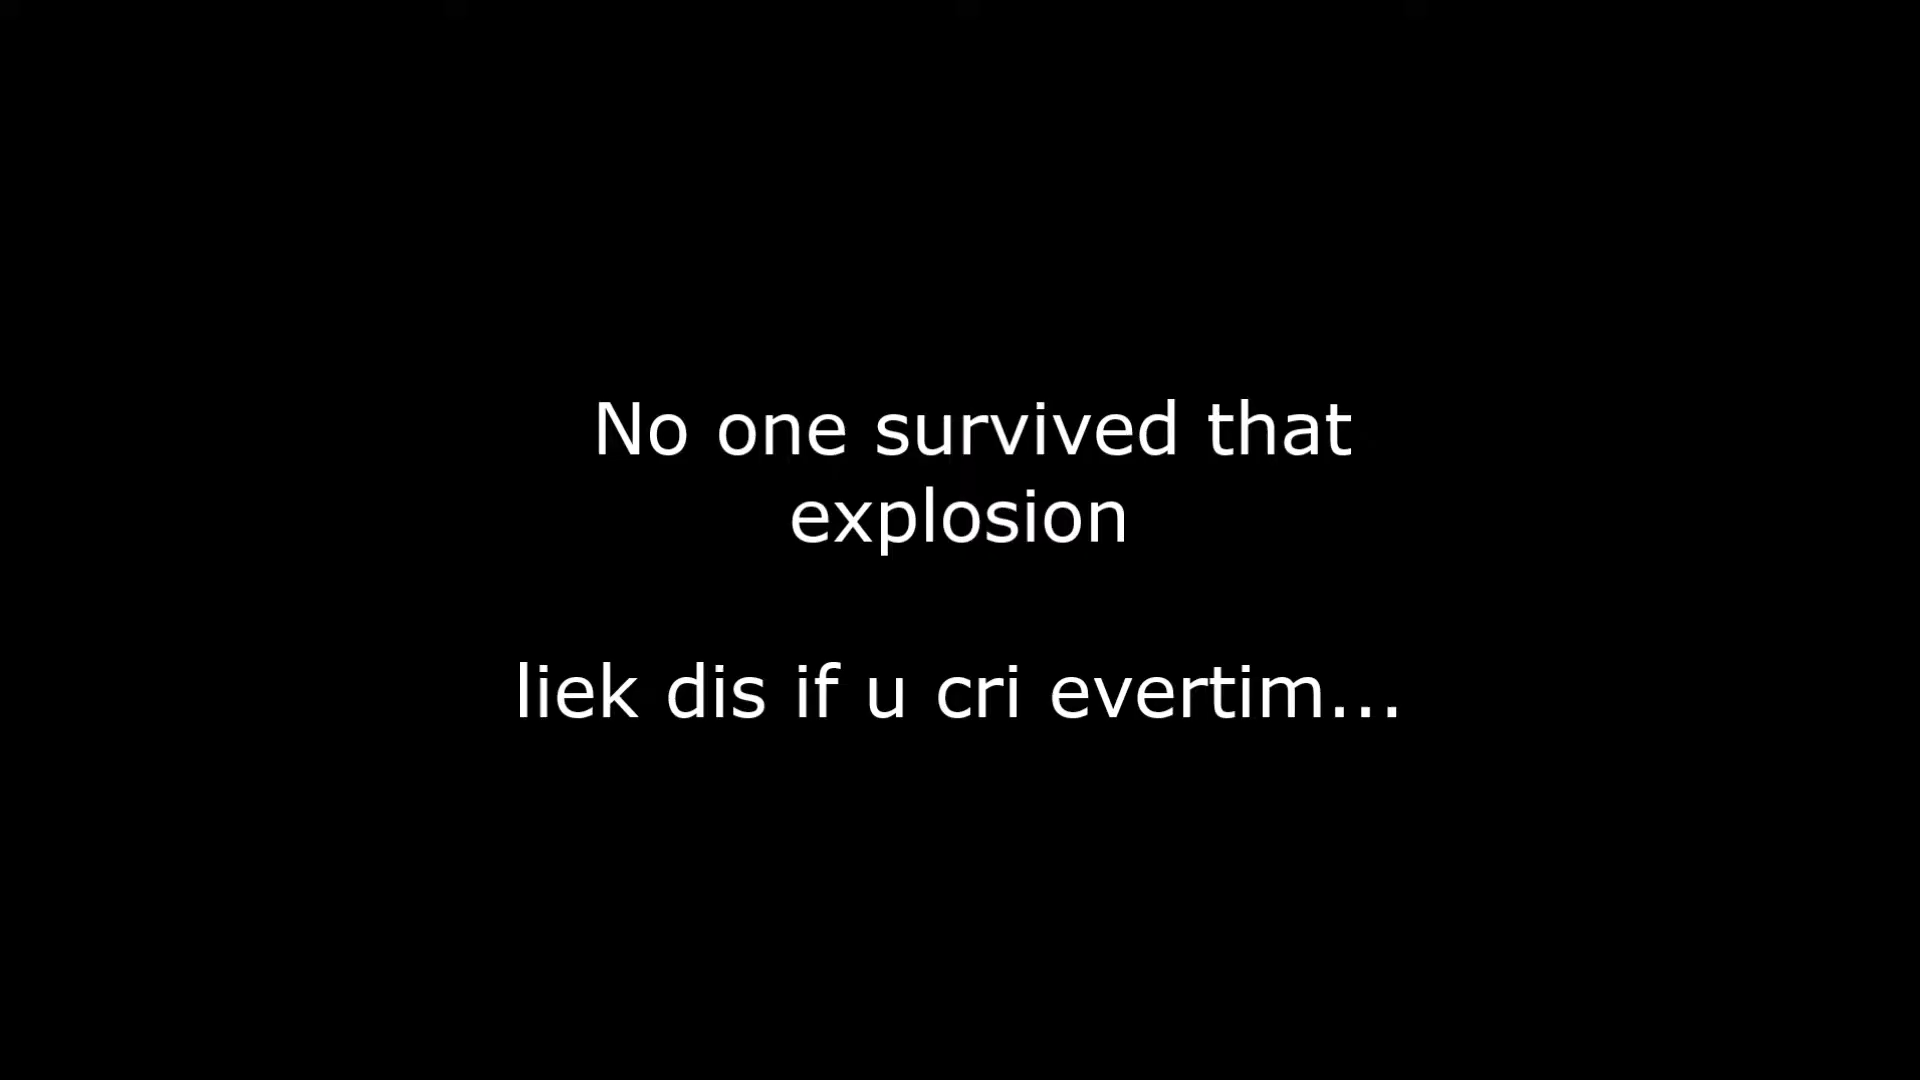 No one survived that
explosion
liek dis if u cri evertim...